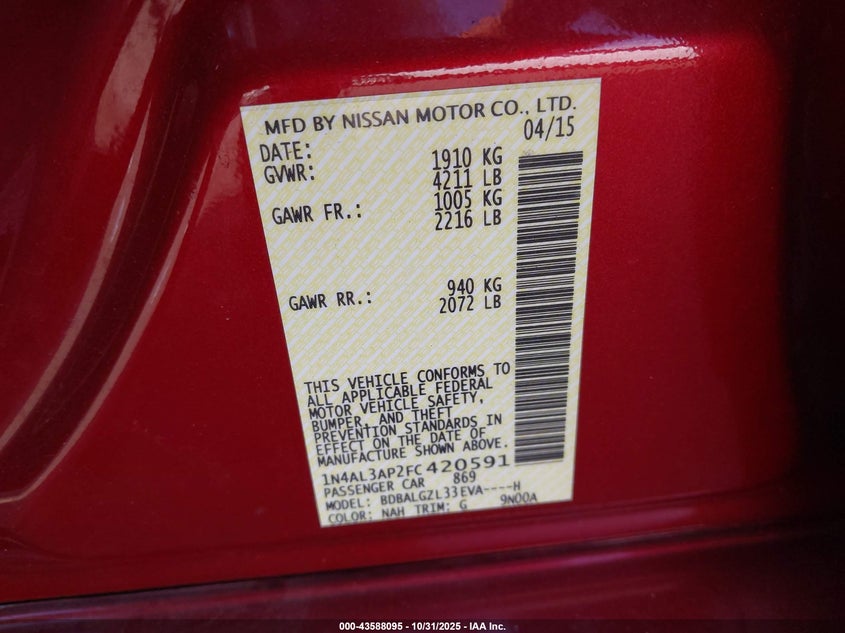 MFD BY NISSAN MOTOR CO., LTD.
DATE: 04/15
GVWR: 1910 KG
4211 LB
GAWR FR.: 1005 KG
2216 LB
GAWR RR.: 940 KG
2072 LB
THIS VEHICLE CONFORMS TO
ALL APPLICABLE FEDERAL
MOTOR VEHICLE SAFETY,
BUMPER, AND THEFT
PREVENTION STANDARDS IN
EFFECT ON THE DATE OF
MANUFACTURE SHOWN ABOVE.
1N4AL3AP2FC420591
PASSENGER CAR 869
MODEL: BDBALGZL33EVA----H
COLOR: NAH TRIM: G 9N00A
000-43588095 - 10/31/2025 - IAA Inc.